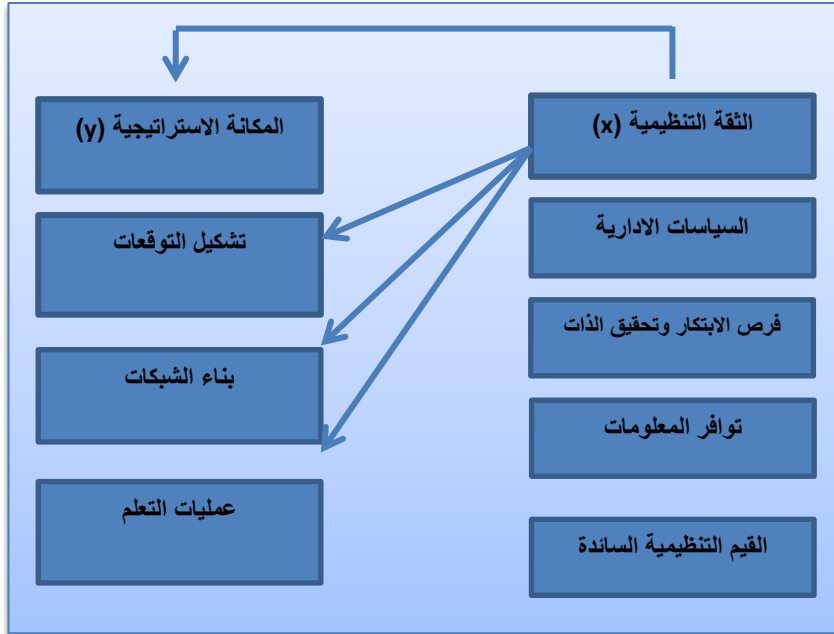 الثقة التنظيمية (x)
المكانة الاستراتيجية (y)
السياسات الادارية
تشكيل التوقعات
فرص الابتكار وتحقيق الذات
بناء الشبكات
توافر المعلومات
عمليات التعلم
القيم التنظيمية السائدة